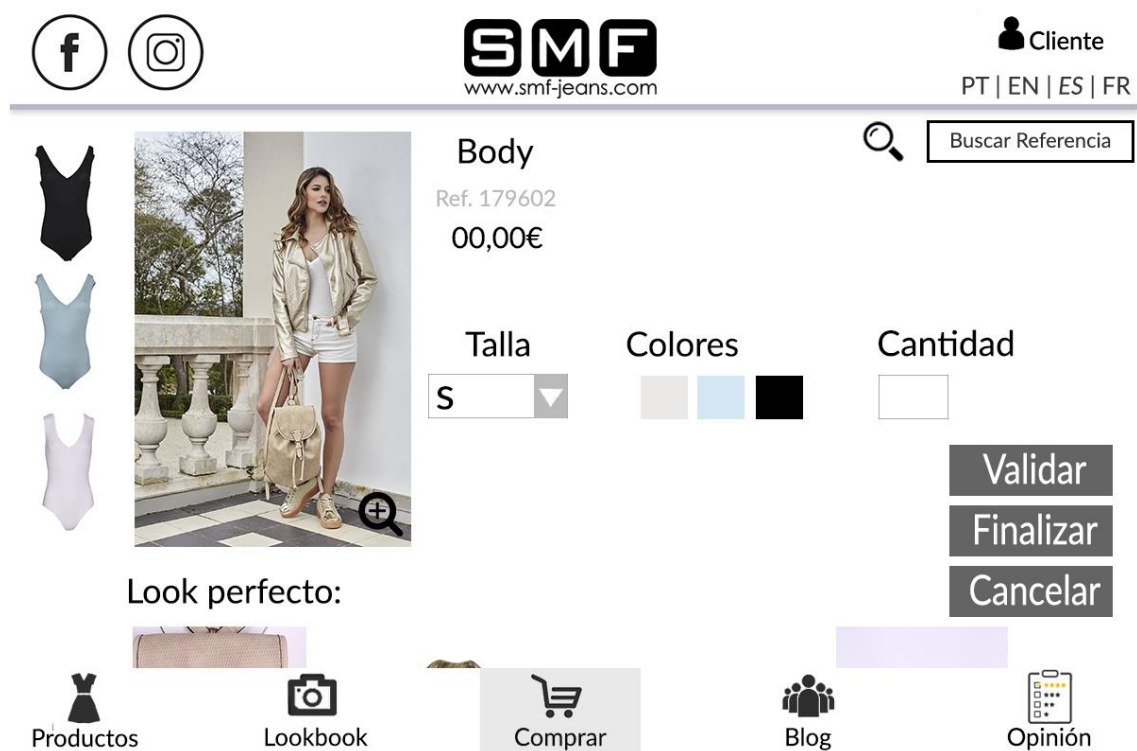 f
SMF
www.smf-jeans.com
Cliente
PT | EN | ES | FR
Body
Buscar Referencia
Ref. 179602
00,00€
Talla
Colores
Cantidad
S
Validar
Finalizar
Cancelar
Look perfecto:
Productos
Lookbook
Comprar
Blog
Opinión